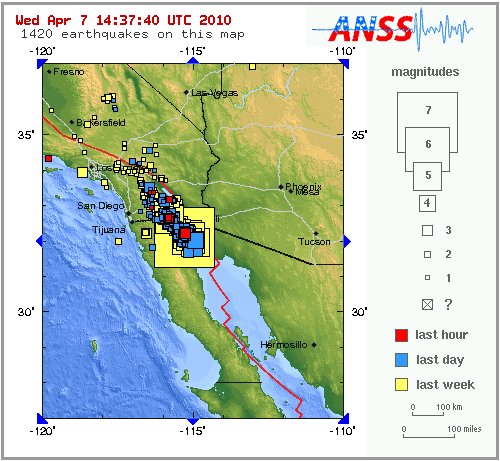 Wed Apr 7 14:37:40 UTC 2010
1420 earthquakes on this map
ANSS
-120° -115° -110°
magnitudes
Fresno
Las-Vegas
7
Bakersfield
35° 35°
6
Los
5
Phoenix
Mesa
4
San Diego
3
Tijuana
Tucson
2
1
30° 30°
?
Hermosillo
last hour
last day
last week
0 100 km
-120° -115° -110°
0 100 miles